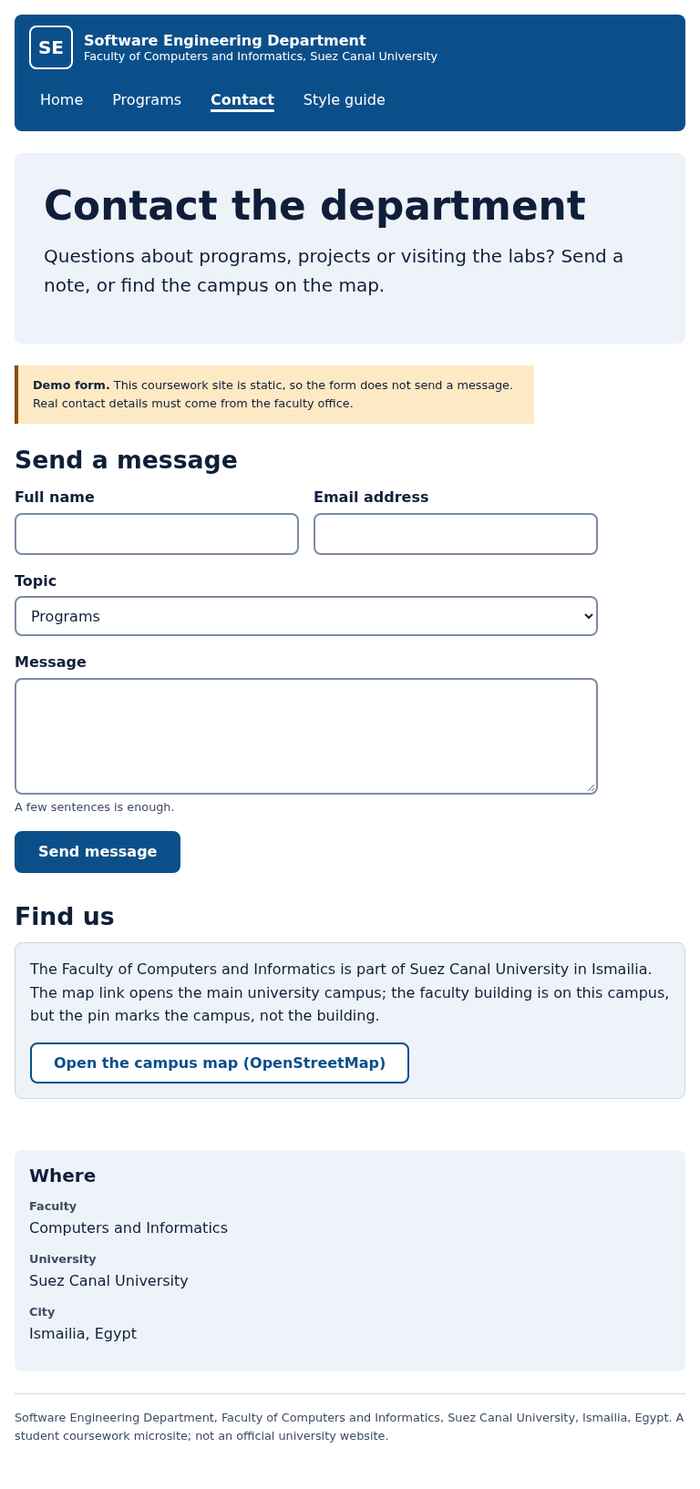 SE
Software Engineering Department
Faculty of Computers and Informatics, Suez Canal University
Home Programs Contact Style guide
Contact the department
Questions about programs, projects or visiting the labs? Send a
note, or find the campus on the map.
Demo form. This coursework site is static, so the form does not send a message.
Real contact details must come from the faculty office.
Send a message
Full name Email address
Topic
Programs
Message
A few sentences is enough.
Send message
Find us
The Faculty of Computers and Informatics is part of Suez Canal University in Ismailia.
The map link opens the main university campus; the faculty building is on this campus,
but the pin marks the campus, not the building.
Open the campus map (OpenStreetMap)
Where
Faculty
Computers and Informatics
University
Suez Canal University
City
Ismailia, Egypt
Software Engineering Department, Faculty of Computers and Informatics, Suez Canal University, Ismailia, Egypt. A
student coursework microsite; not an official university website.